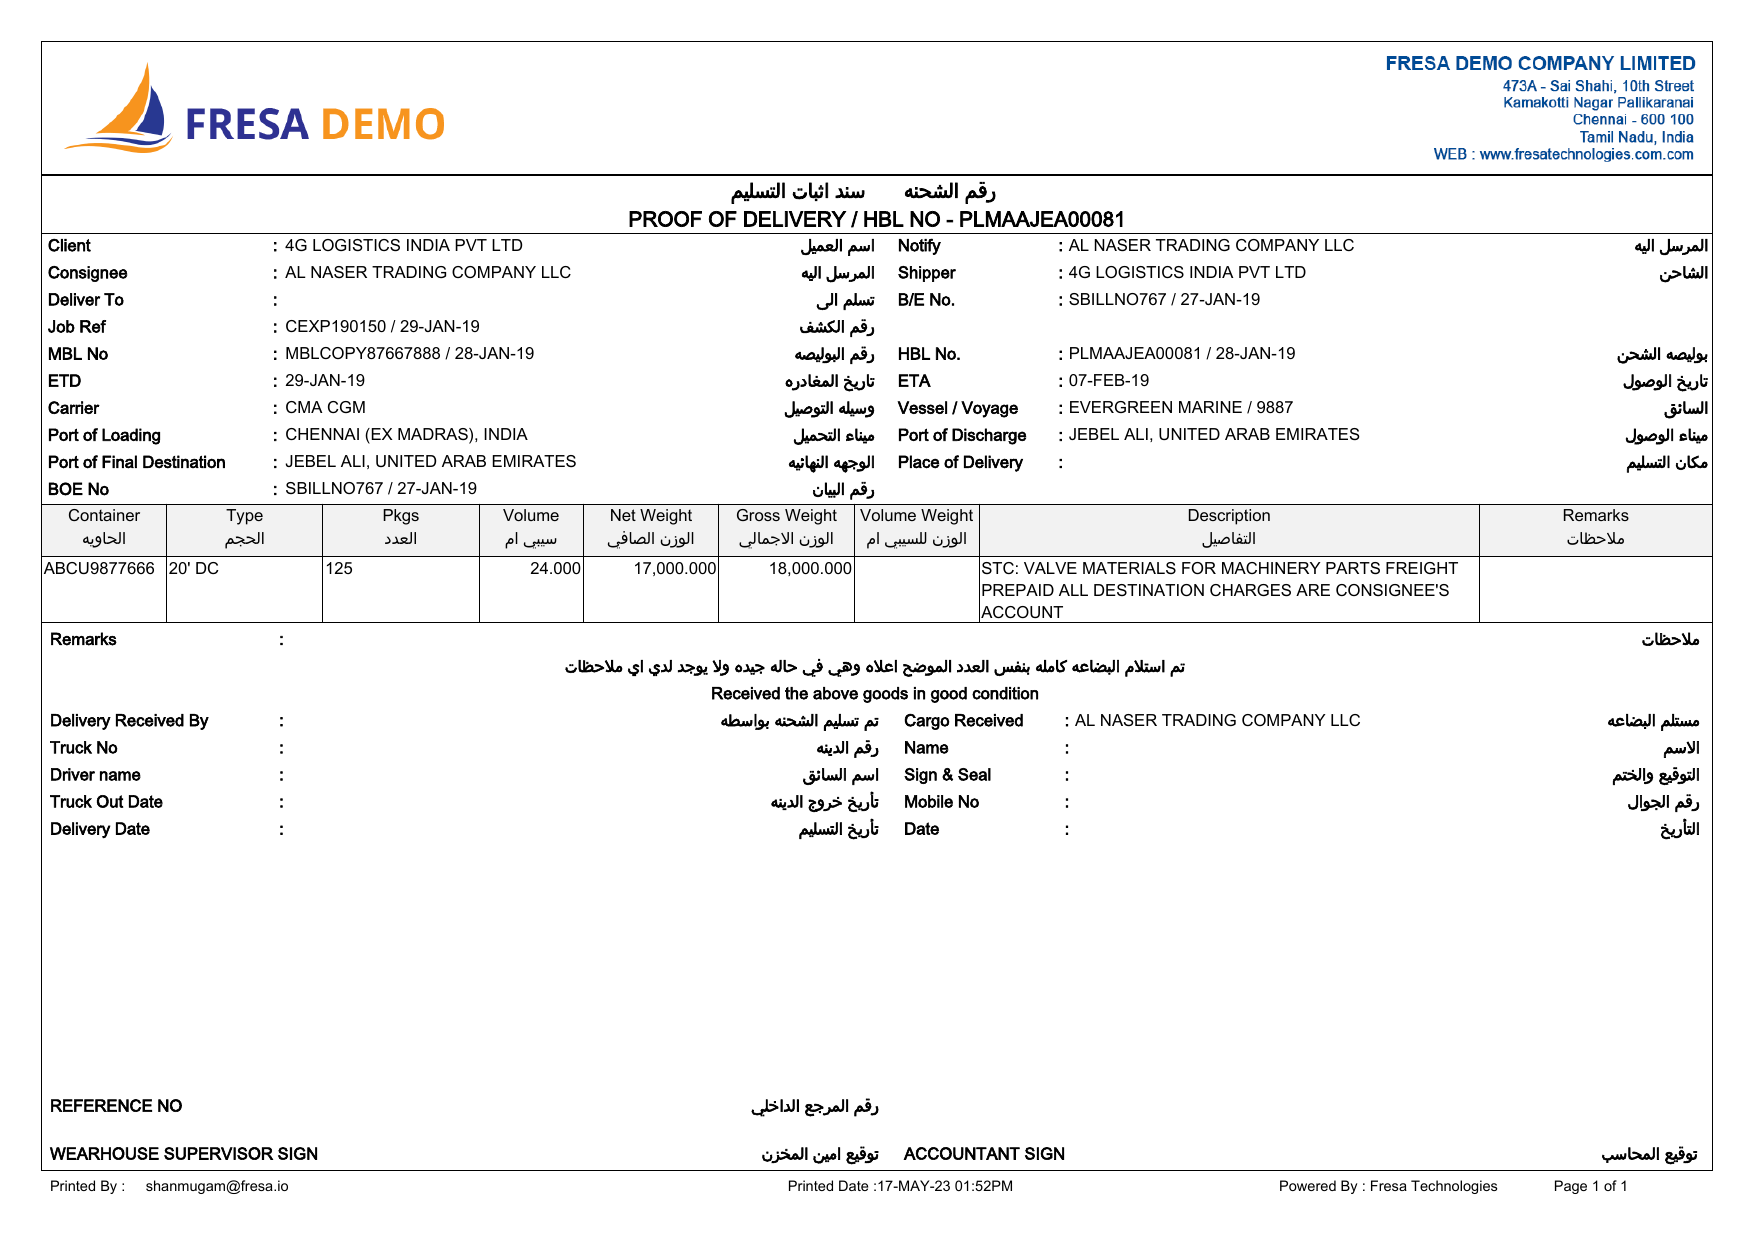 FRESA DEMO
FRESA DEMO COMPANY LIMITED
473A - Sai Shahi, 10th Street
Kamakotti Nagar Pallikaranai
Chennai - 600 100
Tamil Nadu, India
WEB : www.fresatechnologies.com.com
سند اثبات التسليم رقم الشحنه
PROOF OF DELIVERY / HBL NO - PLMAAJEA00081
Client : 4G LOGISTICS INDIA PVT LTD اسم العميل Notify : AL NASER TRADING COMPANY LLC المرسل اليه
Consignee : AL NASER TRADING COMPANY LLC المرسل اليه Shipper : 4G LOGISTICS INDIA PVT LTD الشاحن
Deliver To : تسلم الى B/E No. : SBILLNO767 / 27-JAN-19
Job Ref : CEXP190150 / 29-JAN-19 رقم الكشف
MBL No : MBLCOPY87667888 / 28-JAN-19 رقم البوليصه HBL No. : PLMAAJEA00081 / 28-JAN-19 بوليصه الشحن
ETD : 29-JAN-19 تاريخ المغادره ETA : 07-FEB-19 تاريخ الوصول
Carrier : CMA CGM وسيله التوصيل Vessel / Voyage : EVERGREEN MARINE / 9887 السائق
Port of Loading : CHENNAI (EX MADRAS), INDIA ميناء التحميل Port of Discharge : JEBEL ALI, UNITED ARAB EMIRATES ميناء الوصول
Port of Final Destination : JEBEL ALI, UNITED ARAB EMIRATES الوجهه النهائيه Place of Delivery : مكان التسليم
BOE No : SBILLNO767 / 27-JAN-19 رقم البيان
Container Type Pkgs Volume Net Weight Gross Weight Volume Weight Description Remarks
الحاويه الحجم العدد سيبي ام الوزن الصافي الوزن الاجمالي الوزن للسيبي ام التفاصيل ملاحظات
ABCU9877666 20' DC 125 24.000 17,000.000 18,000.000 STC: VALVE MATERIALS FOR MACHINERY PARTS FREIGHT
PREPAID ALL DESTINATION CHARGES ARE CONSIGNEE'S
ACCOUNT
Remarks : ملاحظات
تم استلام البضاعه كامله بنفس العدد الموضح اعلاه وهي في حاله جيده ولا يوجد لدي اي ملاحظات
Received the above goods in good condition
Delivery Received By : تم تسليم الشحنه بواسطه Cargo Received : AL NASER TRADING COMPANY LLC مستلم البضاعه
Truck No : رقم الدينه Name : الاسم
Driver name : اسم السائق Sign & Seal : التوقيع والختم
Truck Out Date : تأريخ خروج الدينه Mobile No : رقم الجوال
Delivery Date : تأريخ التسليم Date : التأريخ
REFERENCE NO رقم المرجع الداخلي
WEARHOUSE SUPERVISOR SIGN توقيع امين المخزن ACCOUNTANT SIGN توقيع المحاسب
Printed By : shanmugam@fresa.io Printed Date :17-MAY-23 01:52PM Powered By : Fresa Technologies Page 1 of 1